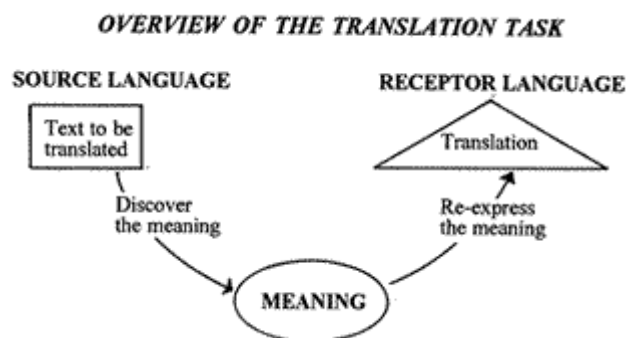 OVERVIEW OF THE TRANSLATION TASK
SOURCE LANGUAGE
RECEPTOR LANGUAGE
Text to be
translated
Translation
Discover
the meaning
Re-express
the meaning
MEANING